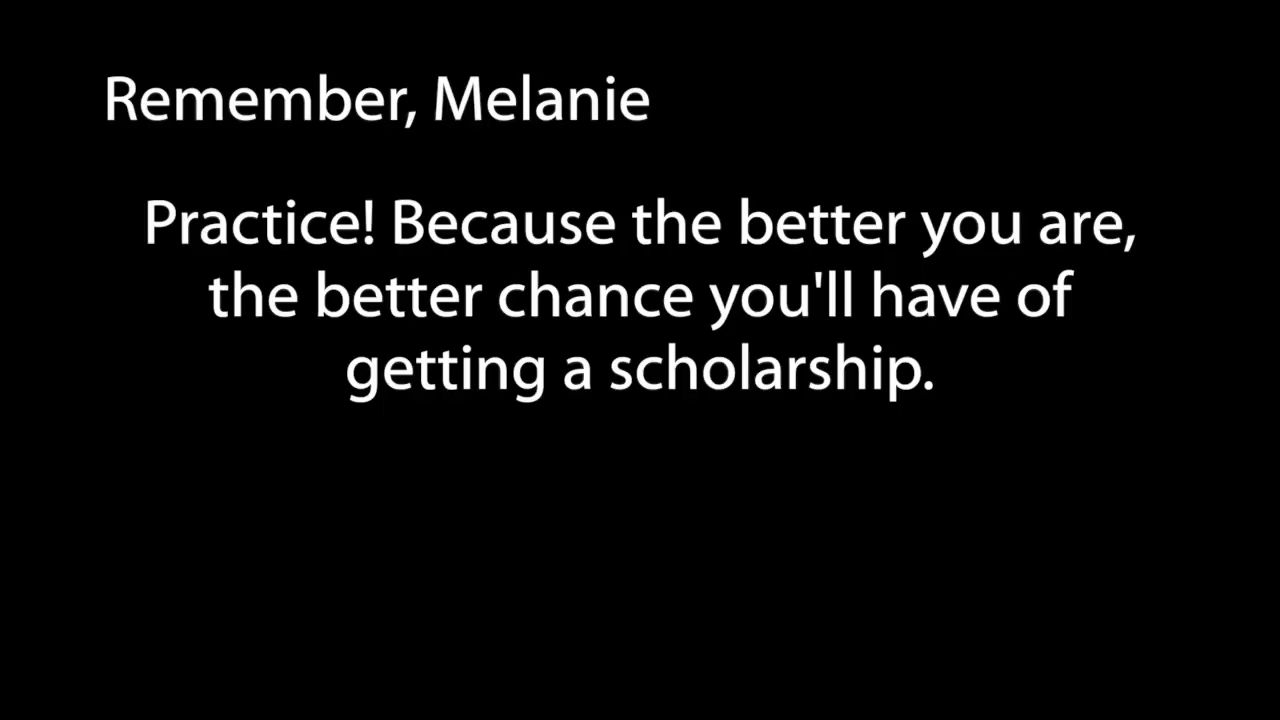 Remember, Melanie
Practice! Because the better you are,
the better chance you'll have of
getting a scholarship.